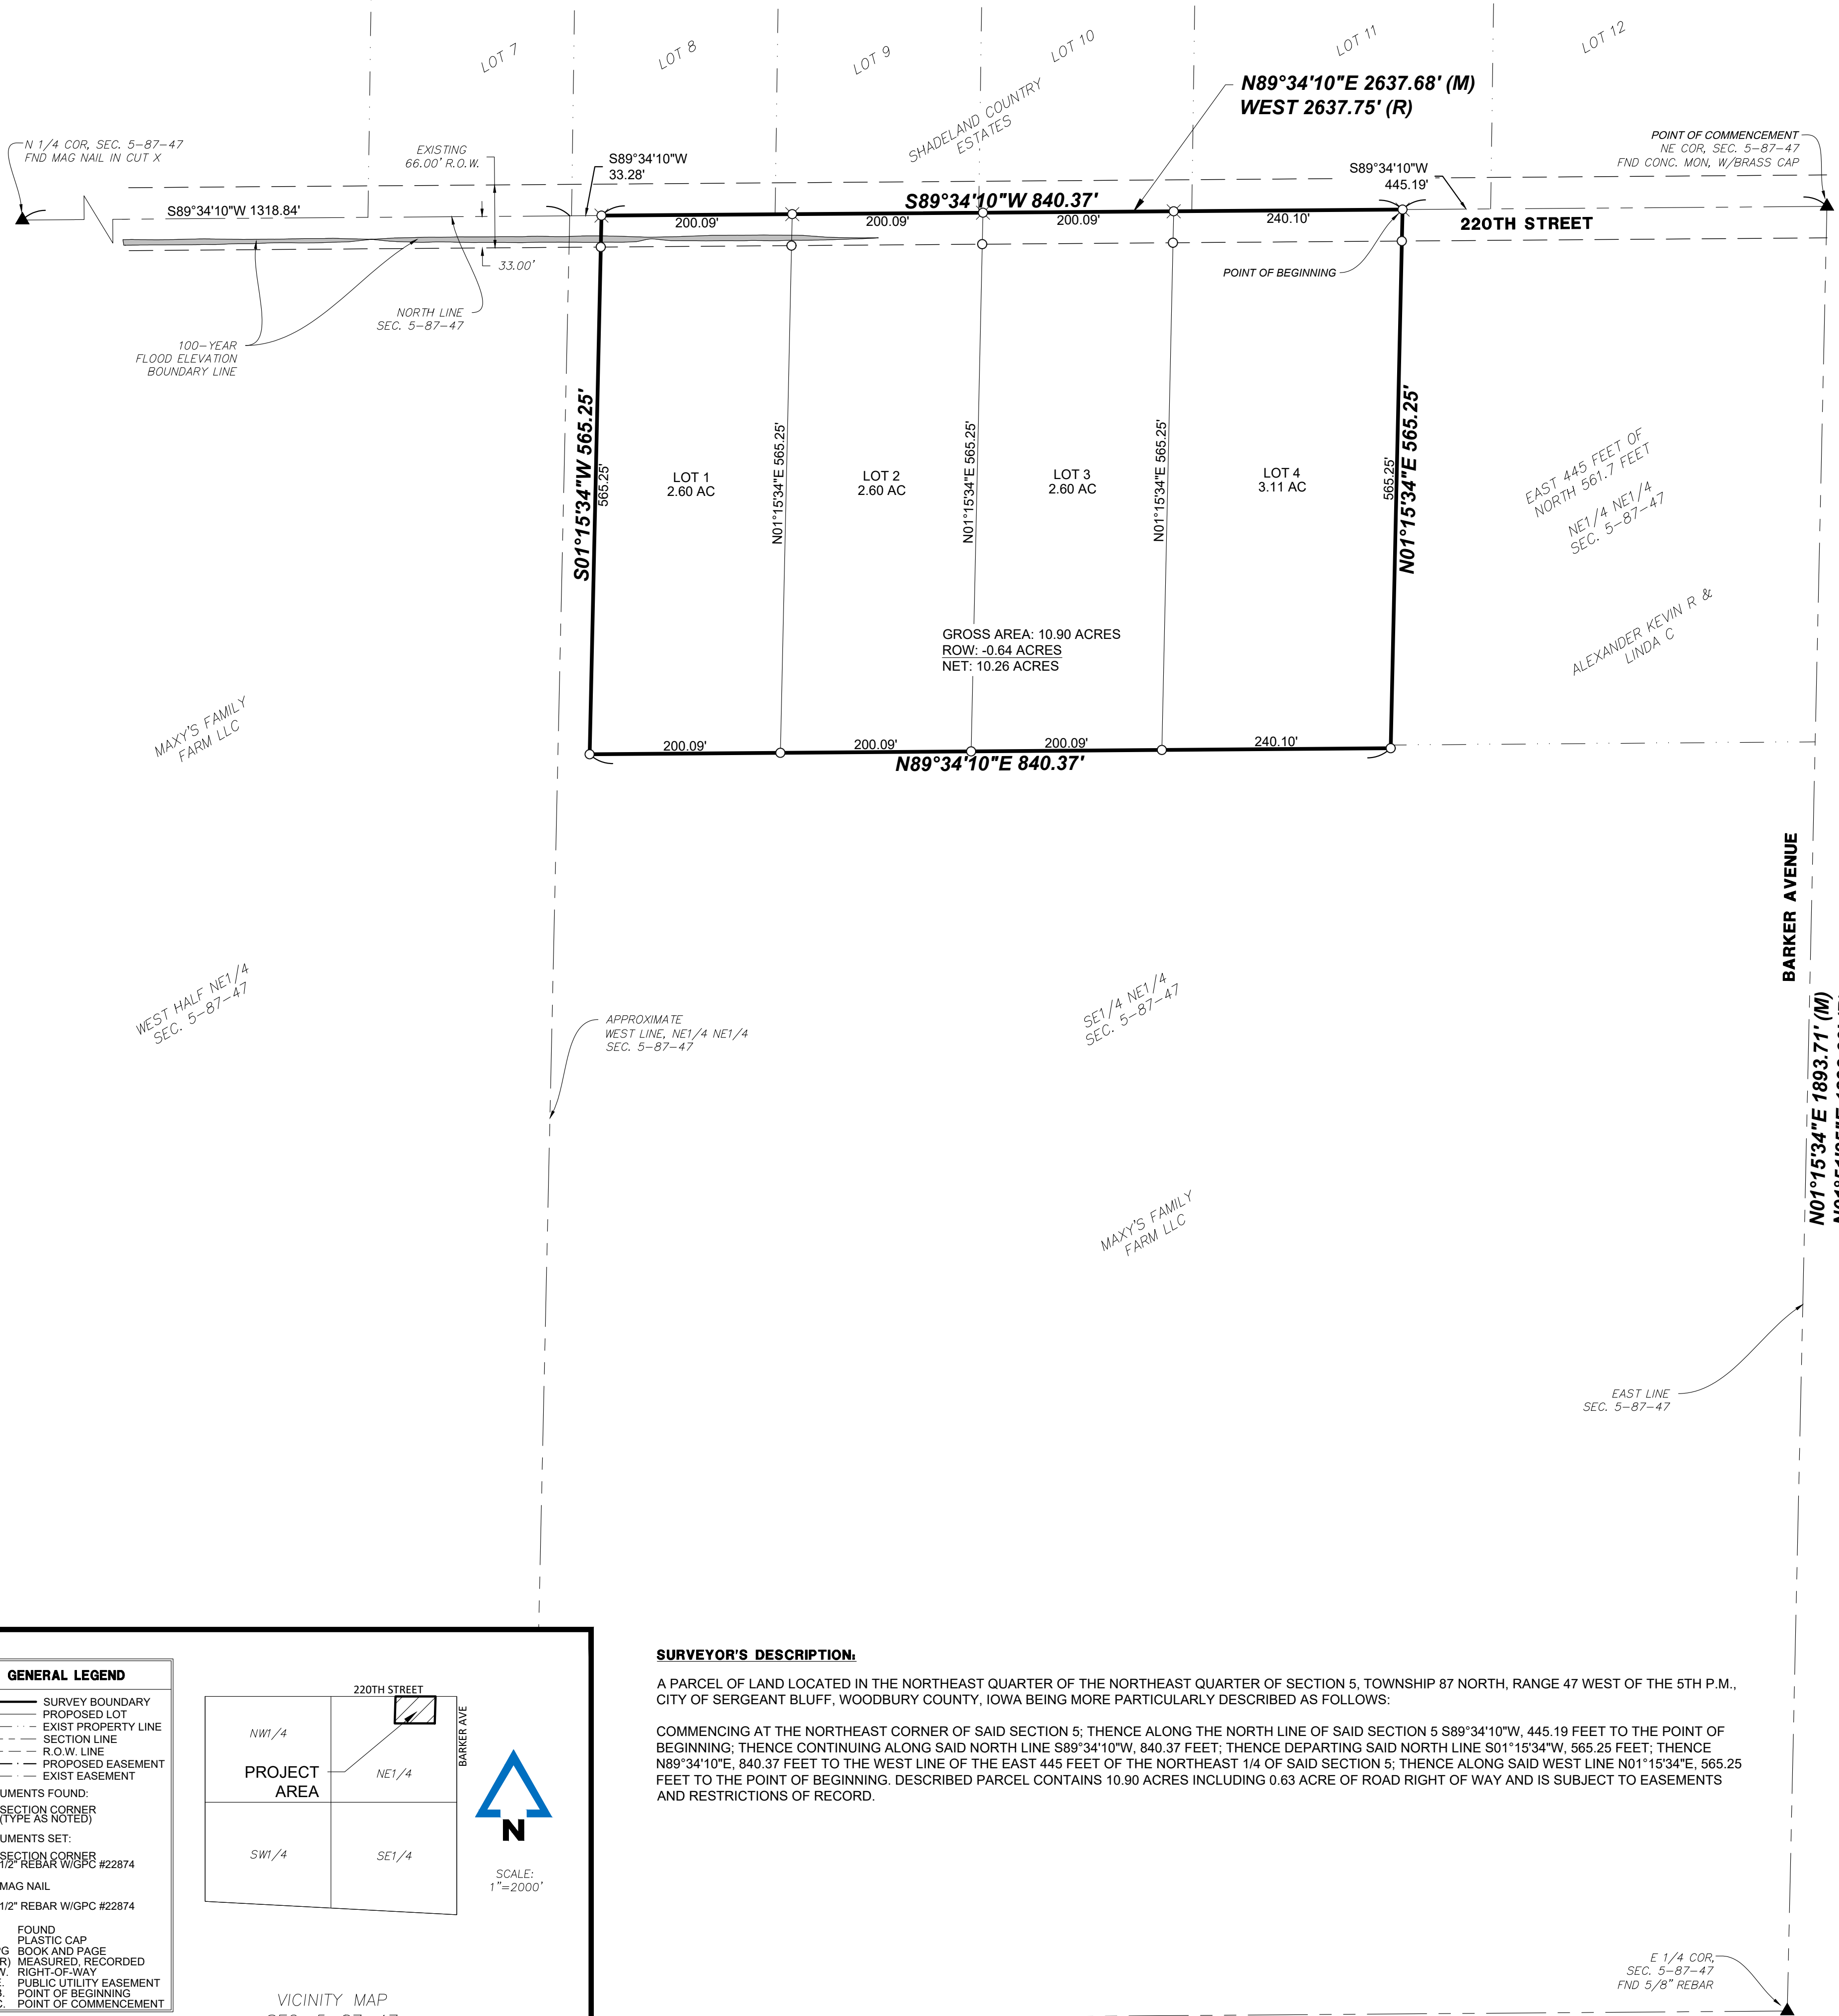 LOT 7
LOT 8
LOT 9
LOT 10
LOT 11
LOT 12
SHADELAND COUNTRY
ESTATES
N89°34'10"E 2637.68' (M)
WEST 2637.75' (R)
N 1/4 COR, SEC. 5-87-47
FND MAG NAIL IN CUT X
EXISTING
66.00' R.O.W.
S89°34'10"W
33.28'
S89°34'10"W
445.19'
POINT OF COMMENCEMENT
NE COR, SEC. 5-87-47
FND CONC. MON, W/BRASS CAP
S89°34'10"W 1318.84'
S89°34'10"W 840.37'
200.09'
200.09'
200.09'
240.10'
220TH STREET
33.00'
POINT OF BEGINNING
NORTH LINE
SEC. 5-87-47
100-YEAR
FLOOD ELEVATION
BOUNDARY LINE
S01°15'34"W 565.25'
565.25'
N01°15'34"E 565.25'
N01°15'34"E 565.25'
N01°15'34"E 565.25'
565.25'
N01°15'34"E 565.25'
LOT 1
2.60 AC
LOT 2
2.60 AC
LOT 3
2.60 AC
LOT 4
3.11 AC
EAST 445 FEET OF
NORTH 561.7 FEET
NE1/4 NE1/4
SEC. 5-87-47
ALEXANDER KEVIN R &
LINDA C
GROSS AREA: 10.90 ACRES
ROW: -0.64 ACRES
NET: 10.26 ACRES
MAXY'S FAMILY
FARM LLC
200.09'
200.09'
200.09'
240.10'
N89°34'10"E 840.37'
BARKER AVENUE
WEST HALF NE1/4
SEC. 5-87-47
APPROXIMATE
WEST LINE, NE1/4 NE1/4
SEC. 5-87-47
SE1/4 NE1/4
SEC. 5-87-47
N01°15'34"E 1893.71' (M)
MAXY'S FAMILY
FARM LLC
EAST LINE
SEC. 5-87-47
GENERAL LEGEND
SURVEY BOUNDARY
PROPOSED LOT
EXIST PROPERTY LINE
SECTION LINE
R.O.W. LINE
PROPOSED EASEMENT
EXIST EASEMENT
UMENTS FOUND:
SECTION CORNER
(TYPE AS NOTED)
UMENTS SET:
SECTION CORNER
1/2" REBAR W/GPC #22874
MAG NAIL
1/2" REBAR W/GPC #22874
FOUND
PLASTIC CAP
BOOK AND PAGE
R) MEASURED, RECORDED
RIGHT-OF-WAY
PUBLIC UTILITY EASEMENT
POINT OF BEGINNING
POINT OF COMMENCEMENT
220TH STREET
NW1/4
BARKER AVE
PROJECT
AREA
NE1/4
SW1/4
SE1/4
N
SCALE:
1"=2000'
VICINITY MAP
SURVEYOR'S DESCRIPTION:
A PARCEL OF LAND LOCATED IN THE NORTHEAST QUARTER OF THE NORTHEAST QUARTER OF SECTION 5, TOWNSHIP 87 NORTH, RANGE 47 WEST OF THE 5TH P.M.,
CITY OF SERGEANT BLUFF, WOODBURY COUNTY, IOWA BEING MORE PARTICULARLY DESCRIBED AS FOLLOWS:
COMMENCING AT THE NORTHEAST CORNER OF SAID SECTION 5; THENCE ALONG THE NORTH LINE OF SAID SECTION 5 S89°34'10"W, 445.19 FEET TO THE POINT OF
BEGINNING; THENCE CONTINUING ALONG SAID NORTH LINE S89°34'10"W, 840.37 FEET; THENCE DEPARTING SAID NORTH LINE S01°15'34"W, 565.25 FEET; THENCE
N89°34'10"E, 840.37 FEET TO THE WEST LINE OF THE EAST 445 FEET OF THE NORTHEAST 1/4 OF SAID SECTION 5; THENCE ALONG SAID WEST LINE N01°15'34"E, 565.25
FEET TO THE POINT OF BEGINNING. DESCRIBED PARCEL CONTAINS 10.90 ACRES INCLUDING 0.63 ACRE OF ROAD RIGHT OF WAY AND IS SUBJECT TO EASEMENTS
AND RESTRICTIONS OF RECORD.
E 1/4 COR,
SEC. 5-87-47
FND 5/8" REBAR